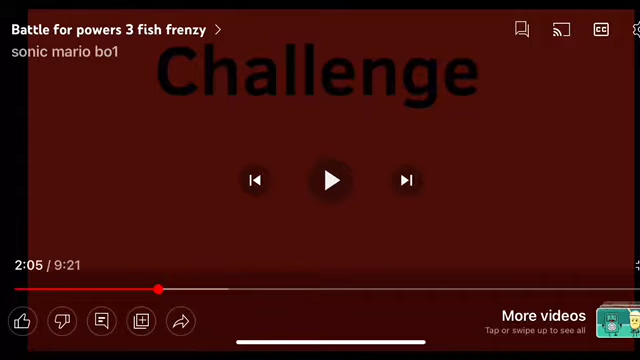 Battle for powers 3 fish frenzy
sonic mario bo1
Challenge
CC
2:05 / 9:21
More videos
Tap or swipe up to see all